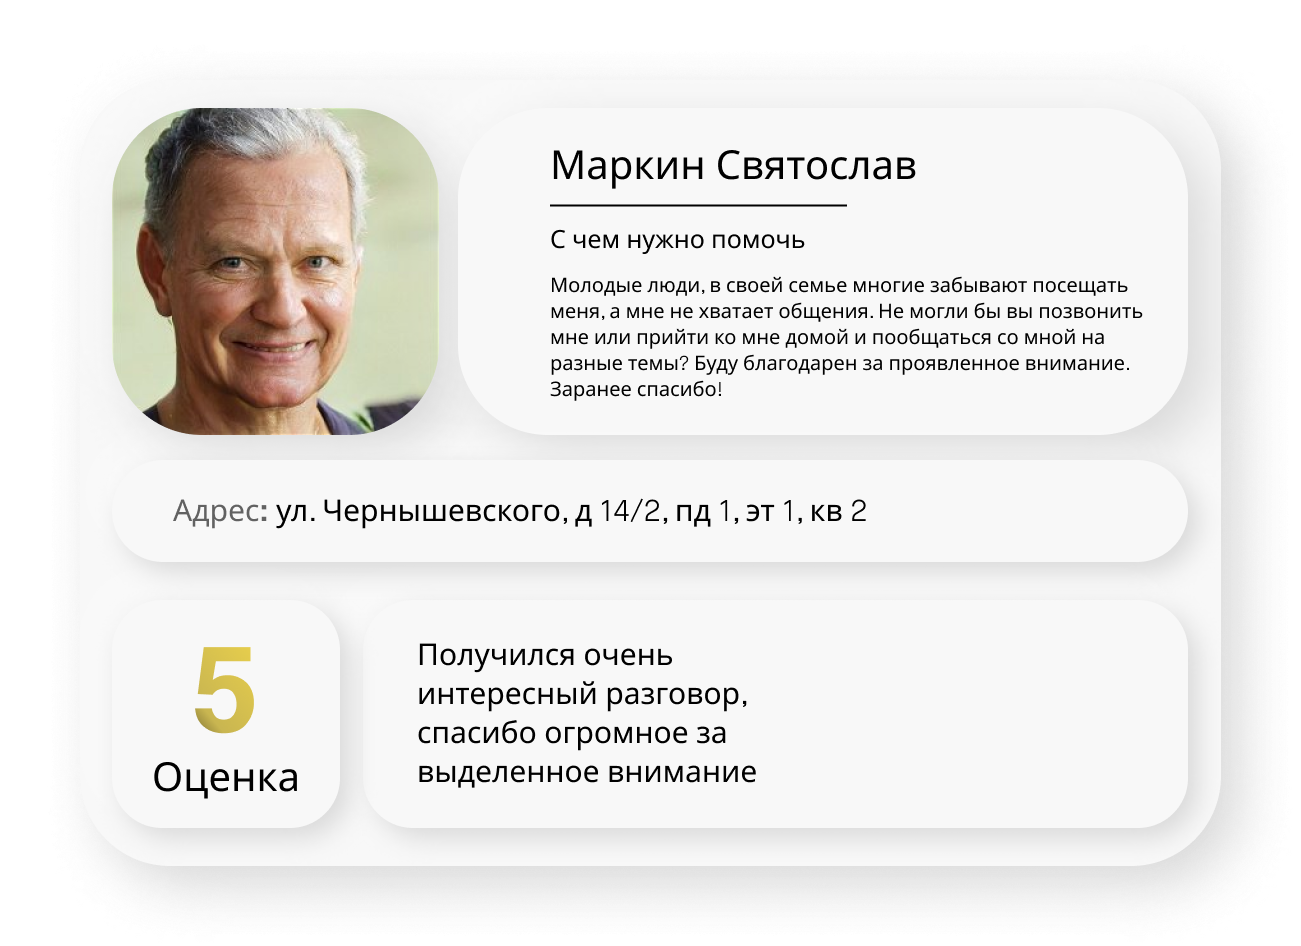 Маркин Святослав
С чем нужно помочь
Молодые люди, в своей семье многие забывают посещать
меня, а мне не хватает общения. Не могли бы вы позвонить
мне или прийти ко мне домой и пообщаться со мной на
разные темы? Буду благодарен за проявленное внимание.
Заранее спасибо!
Адрес: ул. Чернышевского, д 14/2, пд 1, эт 1, кв 2
5
Оценка
Получился очень
интересный разговор,
спасибо огромное за
выделенное внимание